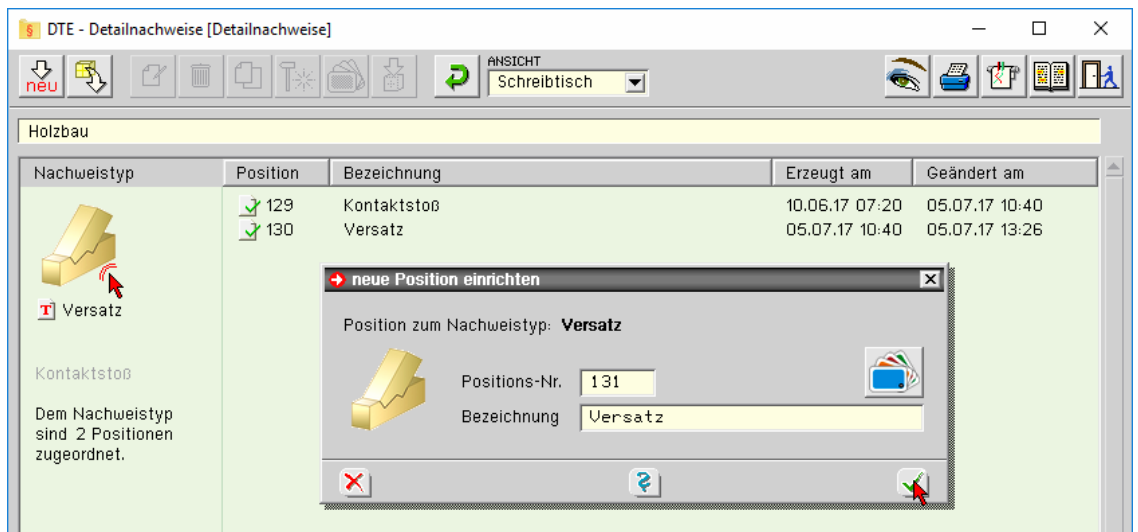 § DTE - Detailnachweise [Detailnachweise]
neu
ANSICHT
Schreibtisch
Holzbau
Nachweistyp Position Bezeichnung Erzeugt am Geändert am
129 Kontaktstoß 10.06.17 07:20 05.07.17 10:40
130 Versatz 05.07.17 10:40 05.07.17 13:26
T Versatz
Kontaktstoß
Dem Nachweistyp
sind 2 Positionen
zugeordnet.
neue Position einrichten
Position zum Nachweistyp: Versatz
Positions-Nr. 131
Bezeichnung Versatz